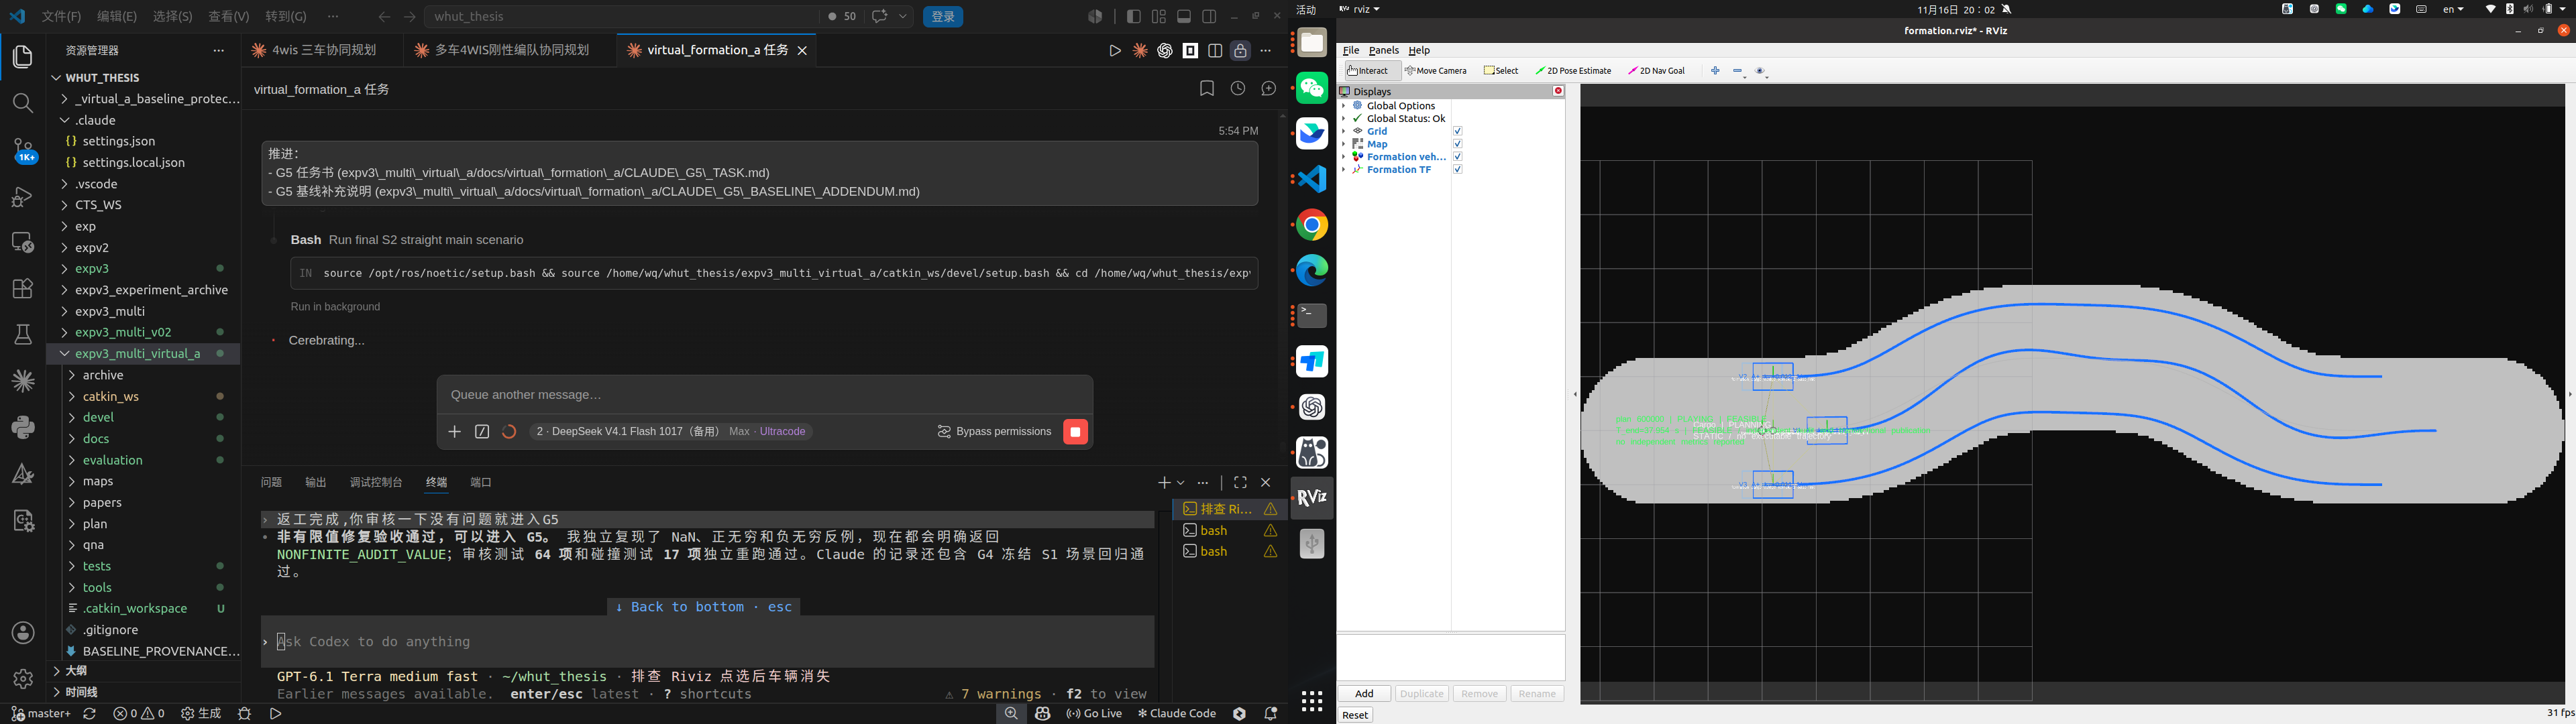 文件(F) 编辑(E) 选择(S) 查看(V) 转到(G) ··· whut_thesis 50 登录
资源管理器
WHUT_THESIS
_virtual_a_baseline_protec...
.claude
settings.json
settings.local.json
.vscode
CTS_WS
exp
expv2
expv3
expv3_experiment_archive
expv3_multi
expv3_multi_v02
expv3_multi_virtual_a
archive
catkin_ws
devel
docs
evaluation
maps
papers
plan
qna
tests
tools
.catkin_workspace U
.gitignore
BASELINE_PROVENANCE...
大纲
时间线
1K+
4wis 三车协同规划 多车4WIS刚性编队协同规划 virtual_formation_a 任务
virtual_formation_a 任务
5:54 PM
推进：
- G5 任务书 (expv3\_multi\_virtual\_a/docs/virtual\_formation\_a/CLAUDE\_G5\_TASK.md)
- G5 基线补充说明 (expv3\_multi\_virtual\_a/docs/virtual\_formation\_a/CLAUDE\_G5\_BASELINE\_ADDENDUM.md)
Bash Run final S2 straight main scenario
IN source /opt/ros/noetic/setup.bash && source /home/wq/whut_thesis/expv3_multi_virtual_a/catkin_ws/devel/setup.bash && cd /home/wq/whut_thesis/expv
Run in background
Cerebrating...
Queue another message…
2 · DeepSeek V4.1 Flash 1017（备用） Max · Ultracode Bypass permissions
问题 输出 调试控制台 终端 端口
› 返工完成,你审核一下没有问题就进入G5
• 非有限值修复验收通过，可以进入 G5。 我独立复现了 NaN、正无穷和负无穷反例，现在都会明确返回
NONFINITE_AUDIT_VALUE；审核测试 64 项和碰撞测试 17 项独立重跑通过。Claude 的记录还包含 G4 冻结 S1 场景回归通
过。
↓ Back to bottom · esc
› Ask Codex to do anything
GPT-6.1 Terra medium fast · ~/whut_thesis · 排查 Riviz 点选后车辆消失
Earlier messages available. enter/esc latest · ? shortcuts ⚠ 7 warnings · f2 to view
排查 Ri...
bash
bash
master+ 0 0 生成 Go Live Claude Code
活动 rviz 11月16日 20：02 en
formation.rviz* - RViz
File Panels Help
Interact Move Camera Select 2D Pose Estimate 2D Nav Goal
Displays
Global Options
Global Status: Ok
Grid
Map
Formation veh...
Formation TF
Add Duplicate Remove Rename
Reset
31 fps
RViz
Cargo | PLANNING
STATIC / no executable trajectory